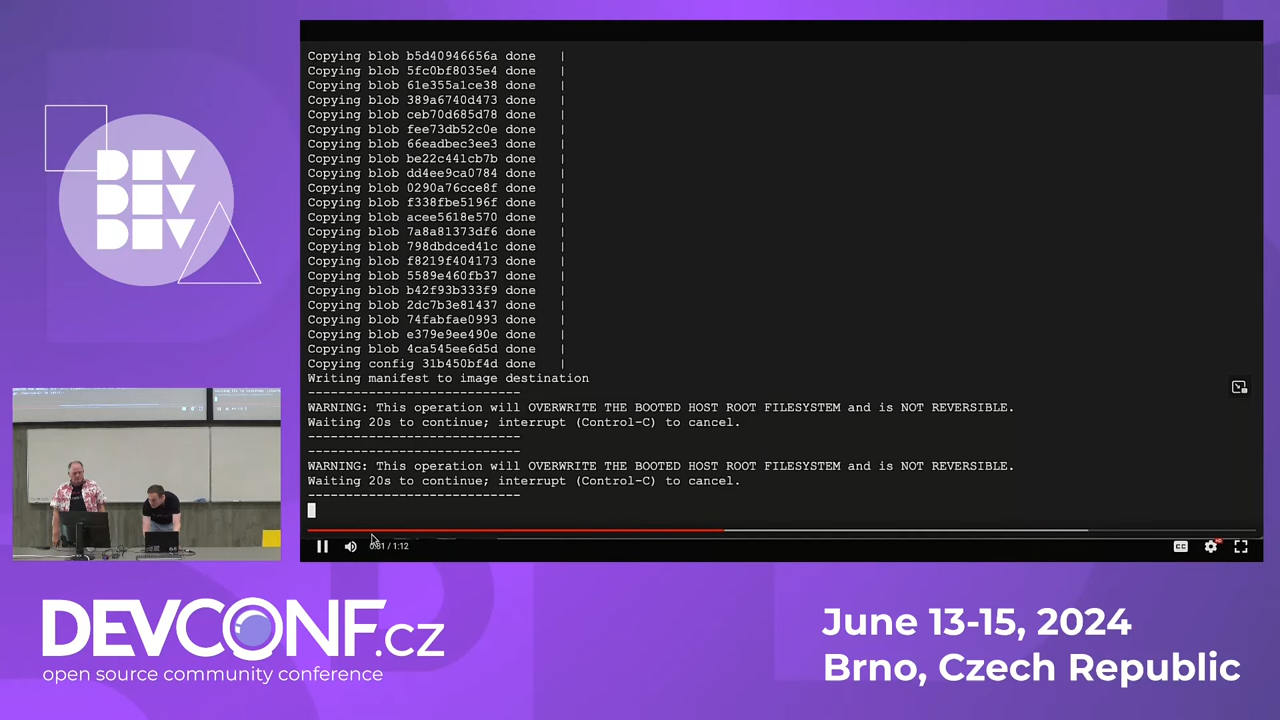 Copying blob b5d40946656a done   |
Copying blob 5fc0bf8035e4 done   |
Copying blob 61e355a1ce38 done   |
Copying blob 389a6740d473 done   |
Copying blob ceb70d685d78 done   |
Copying blob fee73db52c0e done   |
Copying blob 66eadbec3ee3 done   |
Copying blob be22c441cb7b done   |
Copying blob dd4ee9ca0784 done   |
Copying blob 0290a76cce8f done   |
Copying blob f338fbe5196f done   |
Copying blob acee5618e570 done   |
Copying blob 7a8a81373df6 done   |
Copying blob 798dbdced41c done   |
Copying blob f8219f404173 done   |
Copying blob 5589e460fb37 done   |
Copying blob b42f93b333f9 done   |
Copying blob 2dc7b3e81437 done   |
Copying blob 74fabfae0993 done   |
Copying blob e379e9ee490e done   |
Copying blob 4ca545ee6d5d done   |
Copying config 31b450bf4d done   |
Writing manifest to image destination
----------------------------
WARNING: This operation will OVERWRITE THE BOOTED HOST ROOT FILESYSTEM and is NOT REVERSIBLE.
Waiting 20s to continue; interrupt (Control-C) to cancel.
----------------------------
----------------------------
WARNING: This operation will OVERWRITE THE BOOTED HOST ROOT FILESYSTEM and is NOT REVERSIBLE.
Waiting 20s to continue; interrupt (Control-C) to cancel.
----------------------------
/ 1:12
CC
DEV
DEV
DEV
DEVCONF.cz
open source community conference
June 13-15, 2024
Brno, Czech Republic